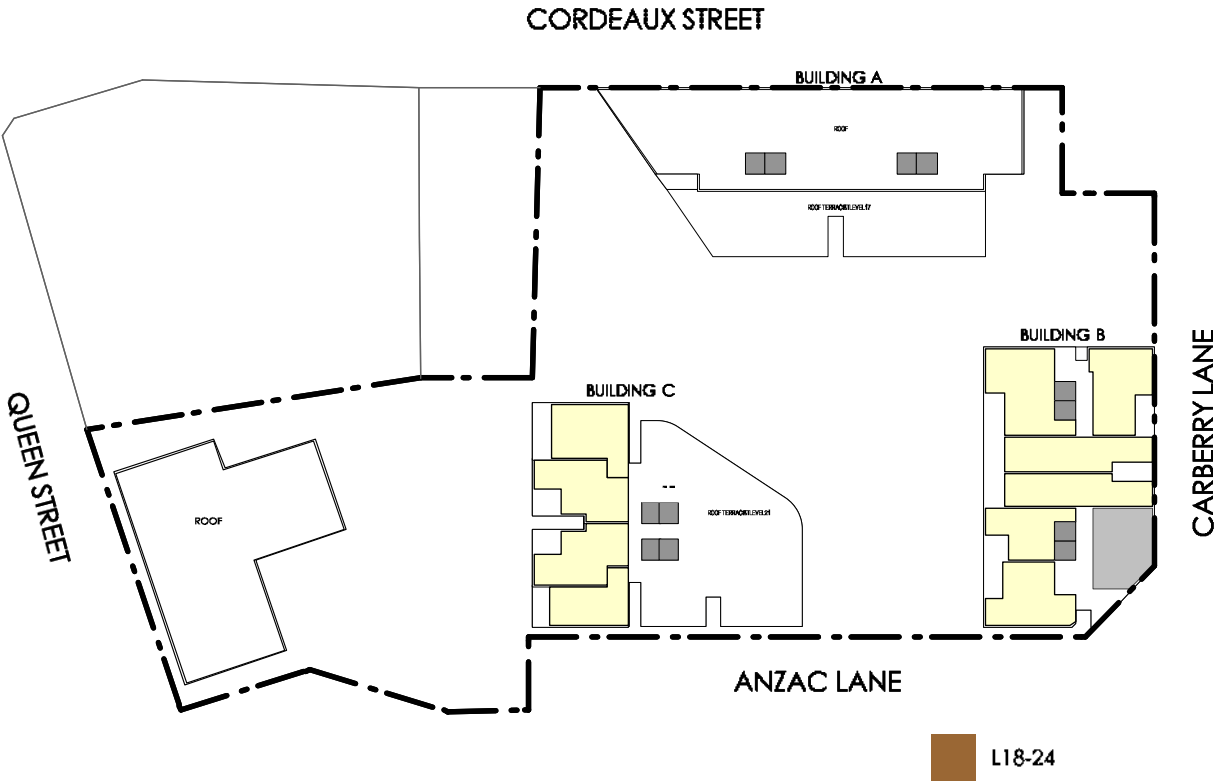 CORDEAUX STREET
BUILDING A
ROOF
BUILDING B
BUILDING C
QUEEN STREET
CARBERRY LANE
ROOF
ANZAC LANE
L18-24